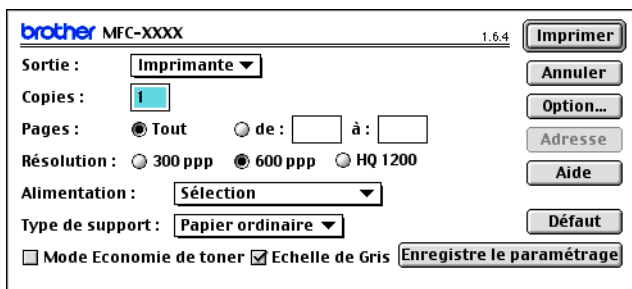 brother MFC-XXXX 1.6.4 Imprimer
Sortie : Imprimante Annuler
Copies : 1 Option...
Pages : Tout de : à : Adresse
Résolution : 300 ppp 600 ppp HQ 1200 Aide
Alimentation : Sélection
Type de support : Papier ordinaire Défaut
Mode Economie de toner Echelle de Gris Enregistre le paramétrage